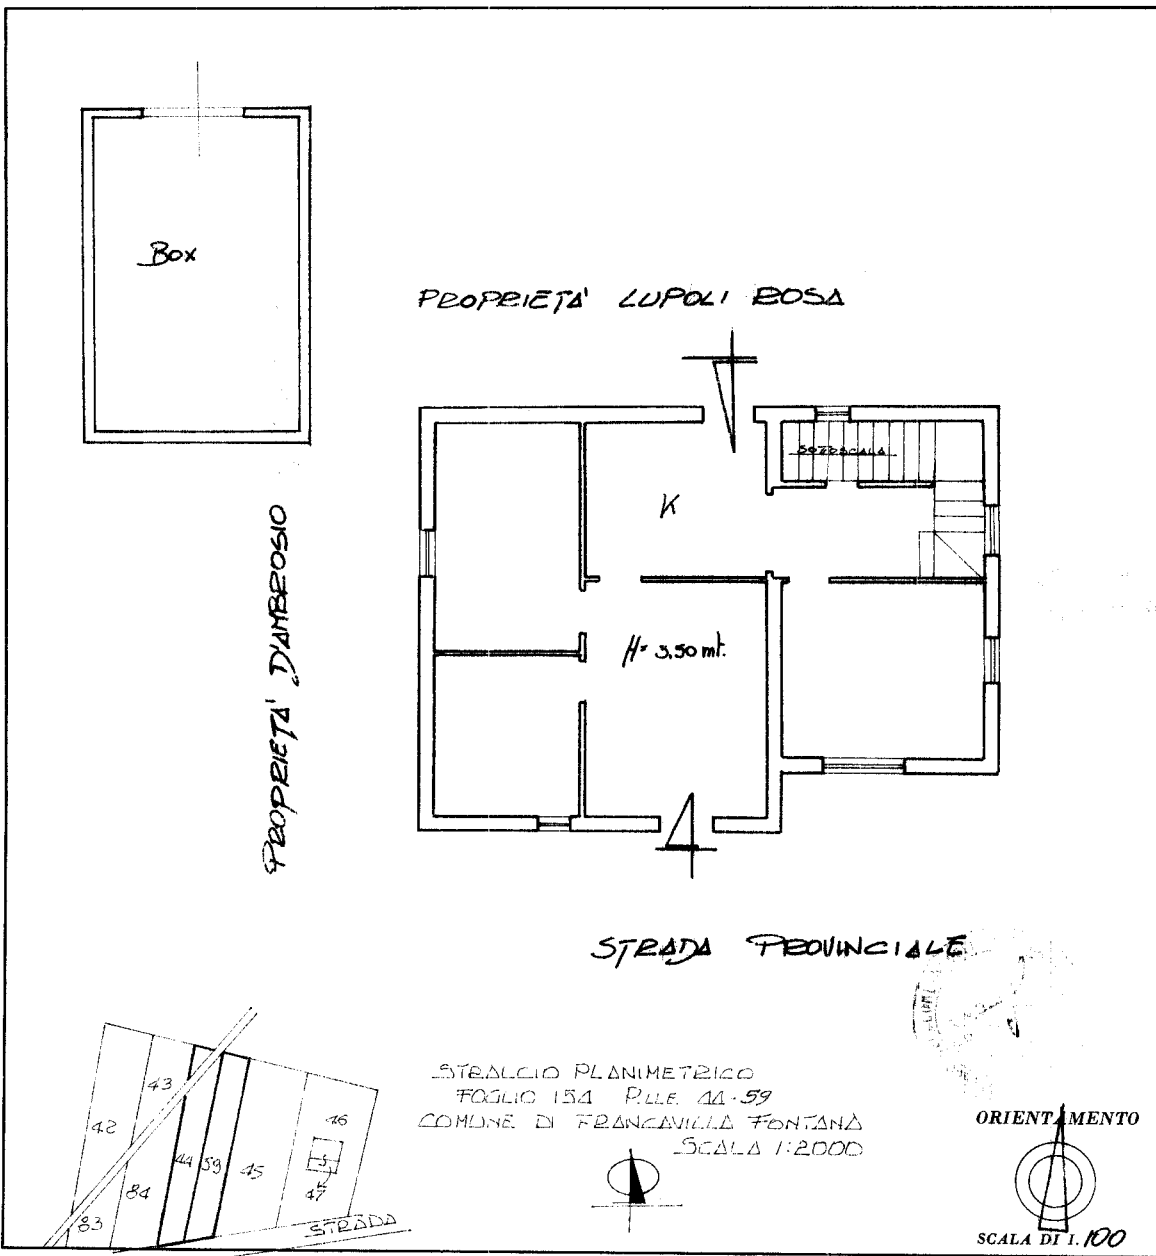 Box
PROPRIETA' LUPOLI ROSA
SOTTOSCALA
K
PROPRIETA' D'AMBROSIO
H= 3.50 mt.
STRADA PROVINCIALE
STRALCIO PLANIMETRICO
FOGLIO 154 P.LLE 44-59
COMUNE DI FRANCAVILLA FONTANA
SCALA 1:2000
43
46
42
44
59
45
84
47
83
STRADA
ORIENTAMENTO
SCALA DI 1:100